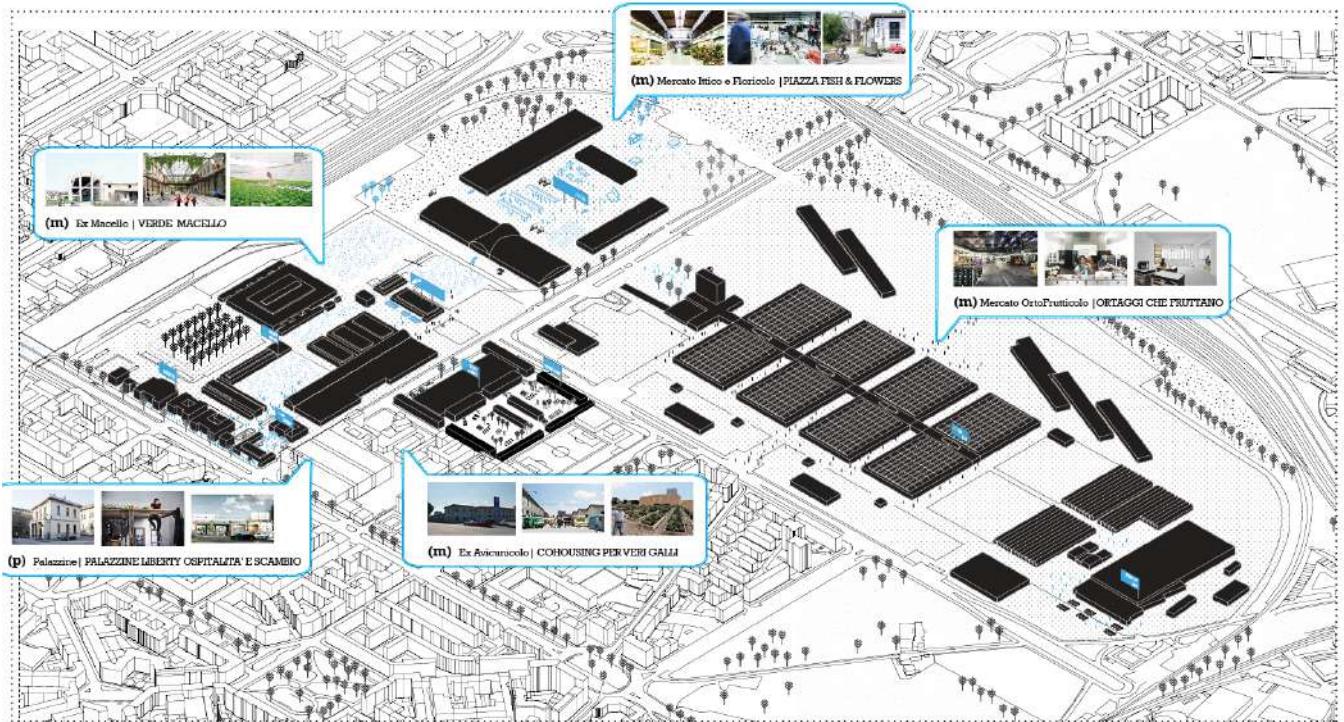 (m) Mercato Ittico e Floricolo | PIAZZA FISH & FLOWERS
(m) Ex Macello | VERDE MACELLO
(m) Mercato OrtoFrutticolo | ORTAGGI CHE FRUTTANO
(p) Palazzine | PALAZZINE LIBERTY OSPITALITA' E SCAMBIO
(m) Ex Avicunicolo | COHOUSING PER VERI GALLI